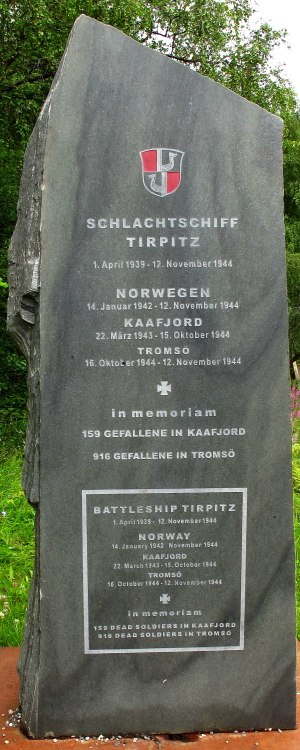 SCHLACHTSCHIFF
TIRPITZ
1. April 1939 - 12. November 1944
NORWEGEN
14. Januar 1942 - 12. November 1944
KAAFJORD
22. März 1943 - 15. Oktober 1944
TROMSÖ
16. Oktober 1944 - 12. November 1944
in memoriam
159 GEFALLENE IN KAAFJORD
916 GEFALLENE IN TROMSÖ
BATTLESHIP TIRPITZ
1. April 1939 - 12. November 1944
NORWAY
14. January 1942 November 1944
KAAFJORD
22. March 1943 - 15. October 1944
TROMSÖ
16. October 1944 - 12. November 1944
in memoriam
159 DEAD SOLDIERS IN KAAFJORD
916 DEAD SOLDIERS IN TROMSÖ